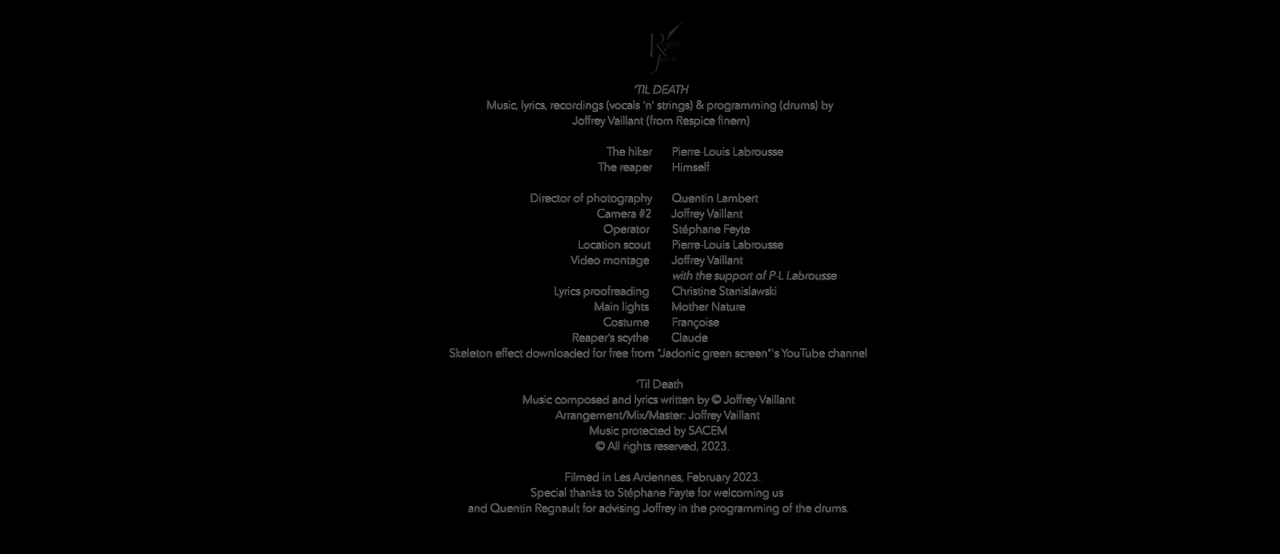 'TIL DEATH
Music, lyrics, recordings (vocals 'n' strings) & programming (drums) by
Joffrey Vaillant (from Respice finem)
The hiker Pierre-Louis Labrousse
The reaper Himself
Director of photography Quentin Lambert
Camera #2 Joffrey Vaillant
Operator Stéphane Feyte
Location scout Pierre-Louis Labrousse
Video montage Joffrey Vaillant
with the support of P-L Labrousse
Lyrics proofreading Christine Stanislawski
Main lights Mother Nature
Costume Françoise
Reaper's scythe Claude
Skeleton effect downloaded for free from "Jadonic green screen"'s YouTube channel
'Til Death
Music composed and lyrics written by © Joffrey Vaillant
Arrangement/Mix/Master: Joffrey Vaillant
Music protected by SACEM
© All rights reserved, 2023.
Filmed in Les Ardennes, February 2023.
Special thanks to Stéphane Fayte for welcoming us
and Quentin Regnault for advising Joffrey in the programming of the drums.